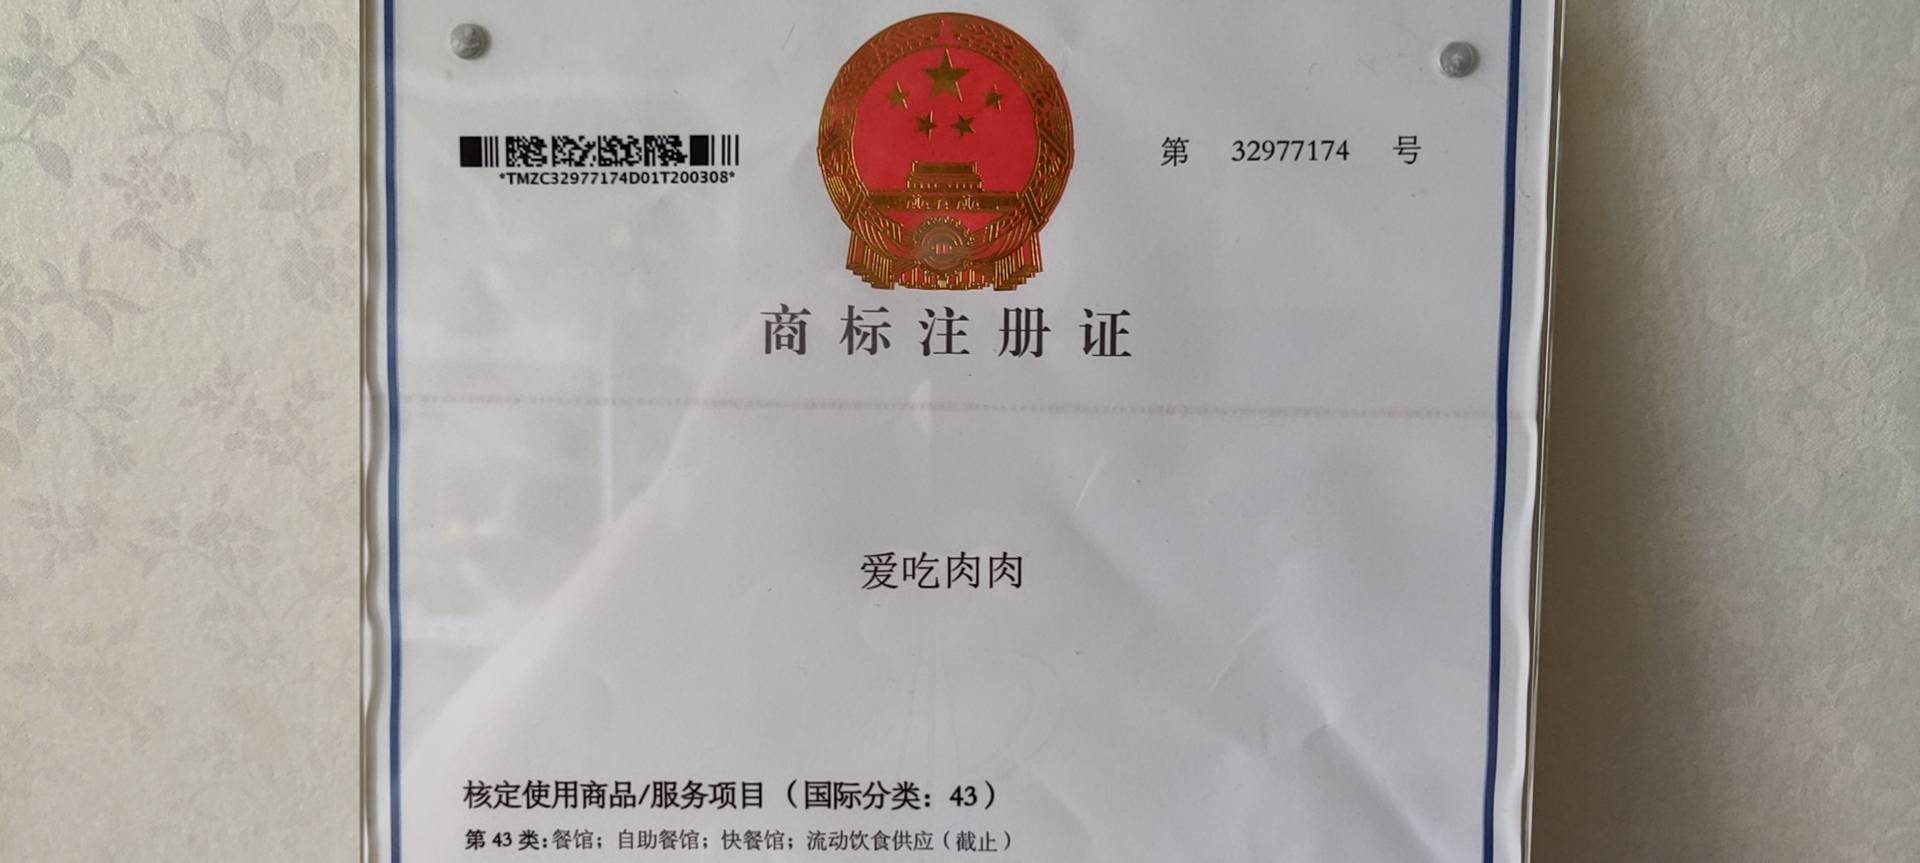 *TMZC32977174D01T200308*
第 32977174 号
商标注册证
爱吃肉肉
核定使用商品/服务项目（国际分类：43）
第 43 类：餐馆；自助餐馆；快餐馆；流动饮食供应（截止）